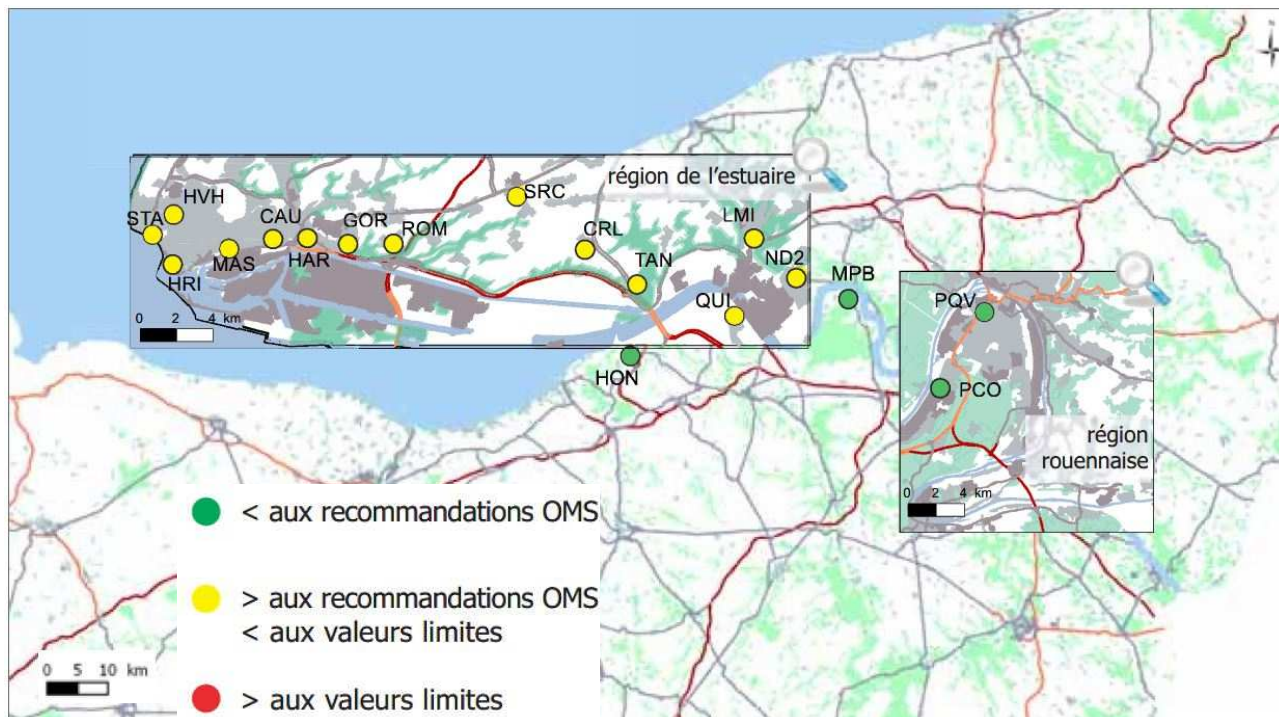 région de l'estuaire
SRC
HVH
STA
CAU
GOR
ROM
CRL
LMI
MAS
HAR
HRI
TAN
ND2
MPB
QUI
0 2 4 km
HON
PQV
PCO
région
rouennaise
0 2 4 km
< aux recommandations OMS
> aux recommandations OMS
< aux valeurs limites
> aux valeurs limites
0 5 10 km